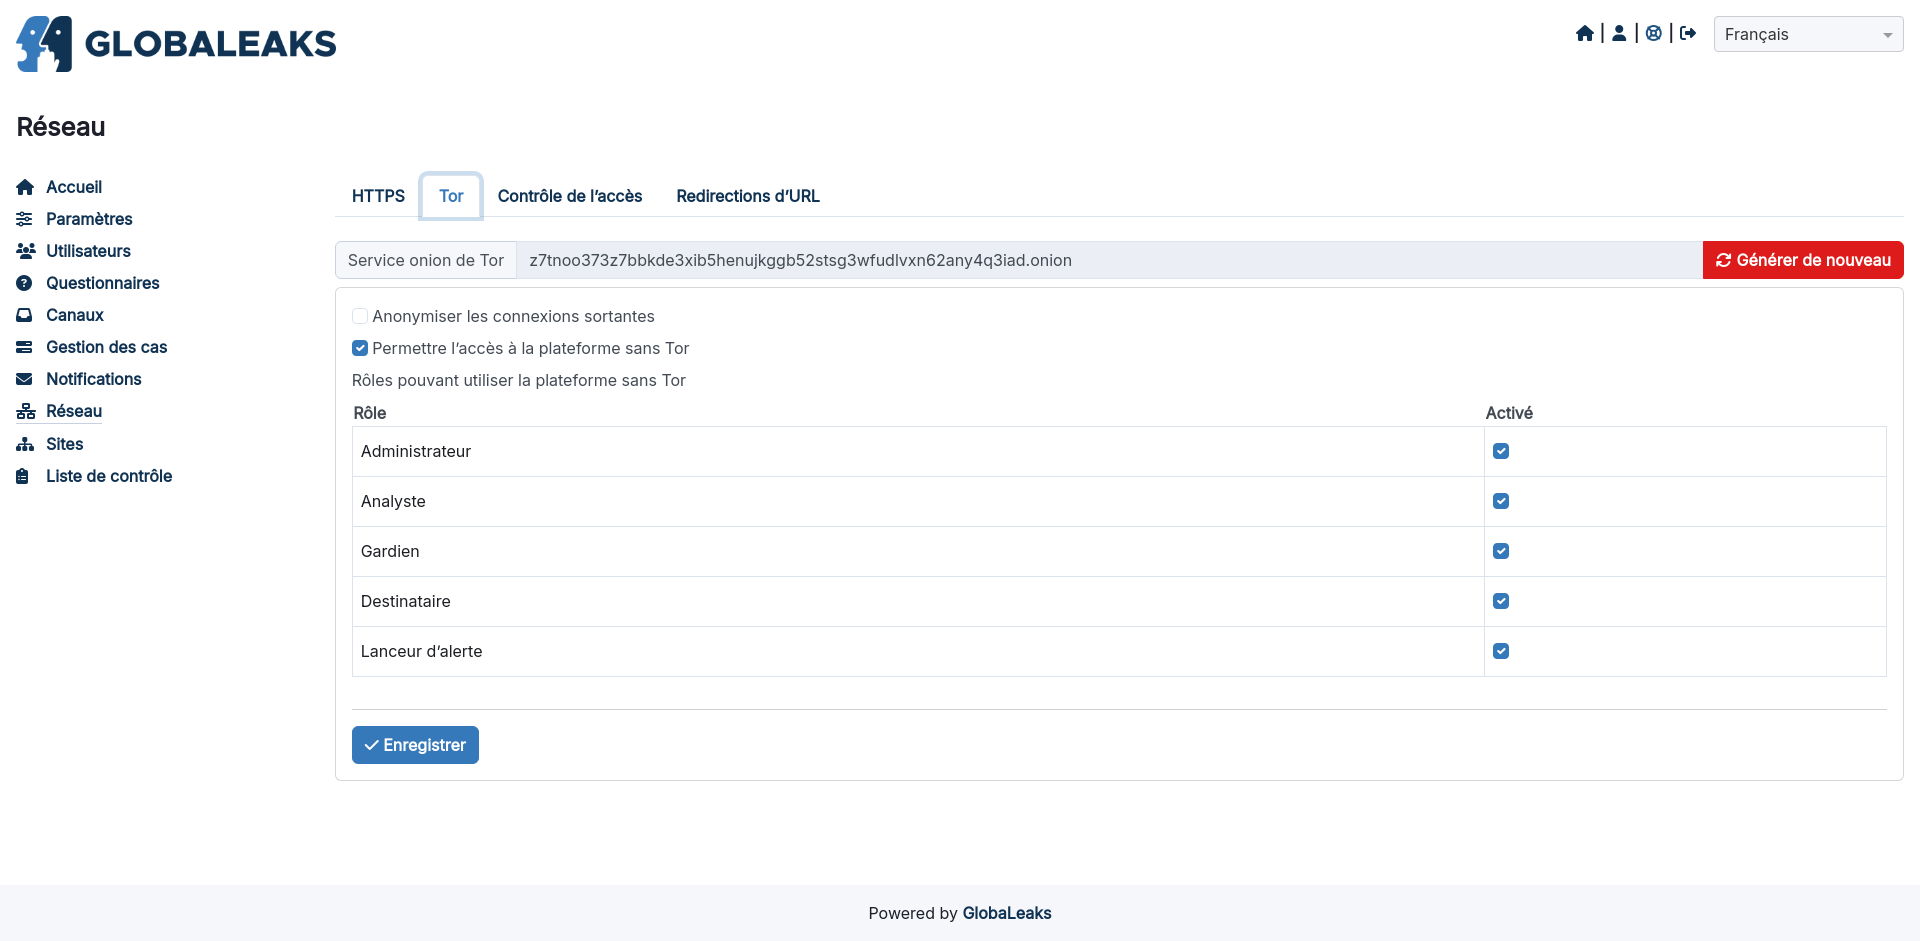 GLOBALEAKS
Français
Réseau
Accueil
Paramètres
Utilisateurs
Questionnaires
Canaux
Gestion des cas
Notifications
Réseau
Sites
Liste de contrôle
HTTPS Tor Contrôle de l’accès Redirections d’URL
Service onion de Tor z7tnoo373z7bbkde3xib5henujkggb52stsg3wfudlvxn62any4q3iad.onion Générer de nouveau
Anonymiser les connexions sortantes
Permettre l’accès à la plateforme sans Tor
Rôles pouvant utiliser la plateforme sans Tor
Rôle Activé
Administrateur
Analyste
Gardien
Destinataire
Lanceur d’alerte
Enregistrer
Powered by GlobaLeaks